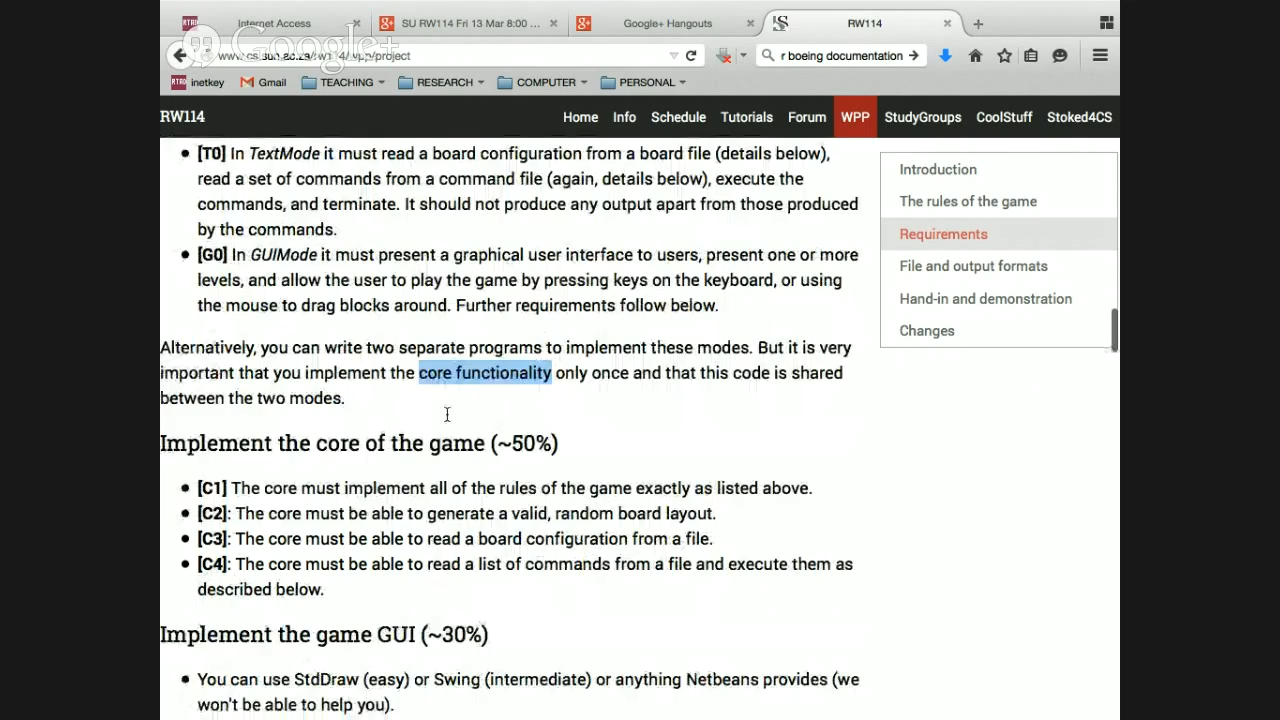 Internet Access
SU RW114 Fri 13 Mar 8:00 ...
Google+ Hangouts
RW114
Google+
/project
r boeing documentation
inetkey
Gmail
TEACHING
RESEARCH
COMPUTER
PERSONAL
RW114
Home
Info
Schedule
Tutorials
Forum
WPP
StudyGroups
CoolStuff
Stoked4CS
[T0] In TextMode it must read a board configuration from a board file (details below),
read a set of commands from a command file (again, details below), execute the
commands, and terminate. It should not produce any output apart from those produced
by the commands.
[G0] In GUIMode it must present a graphical user interface to users, present one or more
levels, and allow the user to play the game by pressing keys on the keyboard, or using
the mouse to drag blocks around. Further requirements follow below.
Alternatively, you can write two separate programs to implement these modes. But it is very
important that you implement the core functionality only once and that this code is shared
between the two modes.
Implement the core of the game (~50%)
[C1] The core must implement all of the rules of the game exactly as listed above.
[C2]: The core must be able to generate a valid, random board layout.
[C3]: The core must be able to read a board configuration from a file.
[C4]: The core must be able to read a list of commands from a file and execute them as
described below.
Implement the game GUI (~30%)
You can use StdDraw (easy) or Swing (intermediate) or anything Netbeans provides (we
won't be able to help you).
Introduction
The rules of the game
Requirements
File and output formats
Hand-in and demonstration
Changes